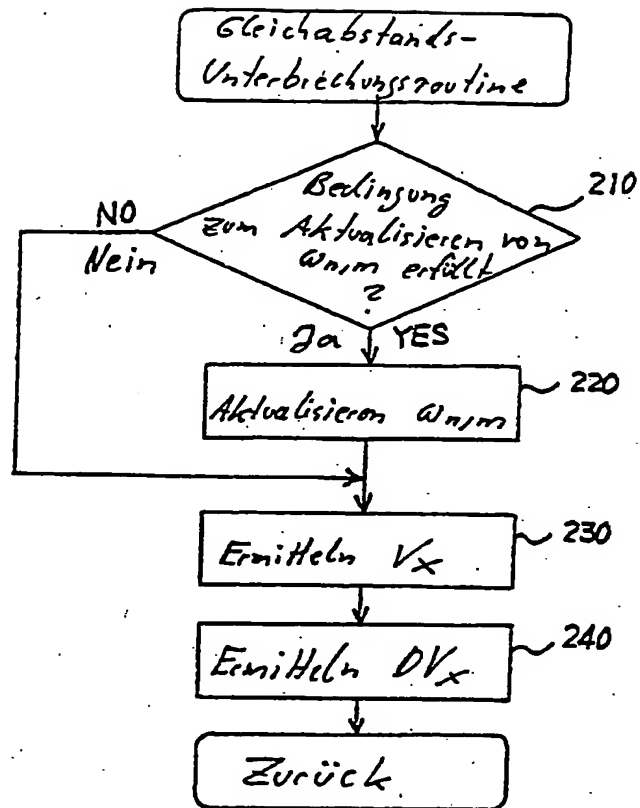 Gleichabstands-
Unterbrechungsroutine
Bedingung
zum Aktualisieren von
ωn,m erfüllt
?
210
NO
Nein
Ja YES
Aktualisieren ωn,m
220
Ermitteln Vx
230
Ermitteln DVx
240
Zurück